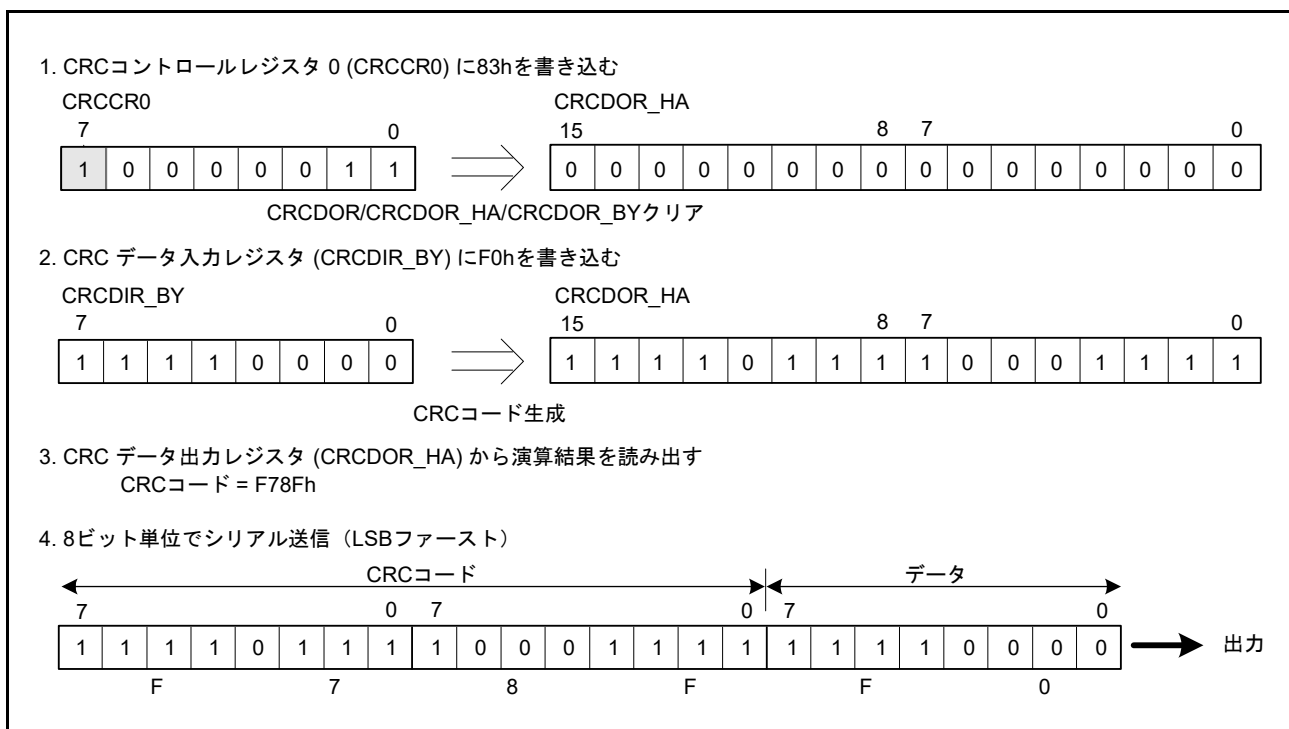 1. CRCコントロールレジスタ 0 (CRCCR0) に83hを書き込む
CRCCR0 CRCDOR_HA
7 0 15 8 7 0
1 0 0 0 0 0 1 1 0 0 0 0 0 0 0 0 0 0 0 0 0 0 0 0
CRCDOR/CRCDOR_HA/CRCDOR_BYクリア
2. CRC データ入力レジスタ (CRCDIR_BY) にF0hを書き込む
CRCDIR_BY CRCDOR_HA
7 0 15 8 7 0
1 1 1 1 0 0 0 0 1 1 1 1 0 1 1 1 1 0 0 0 1 1 1 1
CRCコード生成
3. CRC データ出力レジスタ (CRCDOR_HA) から演算結果を読み出す
CRCコード = F78Fh
4. 8ビット単位でシリアル送信（LSBファースト）
CRCコード データ
7 0 7 0 7 0
1 1 1 1 0 1 1 1 1 0 0 0 1 1 1 1 1 1 1 1 0 0 0 0 出力
F 7 8 F F 0